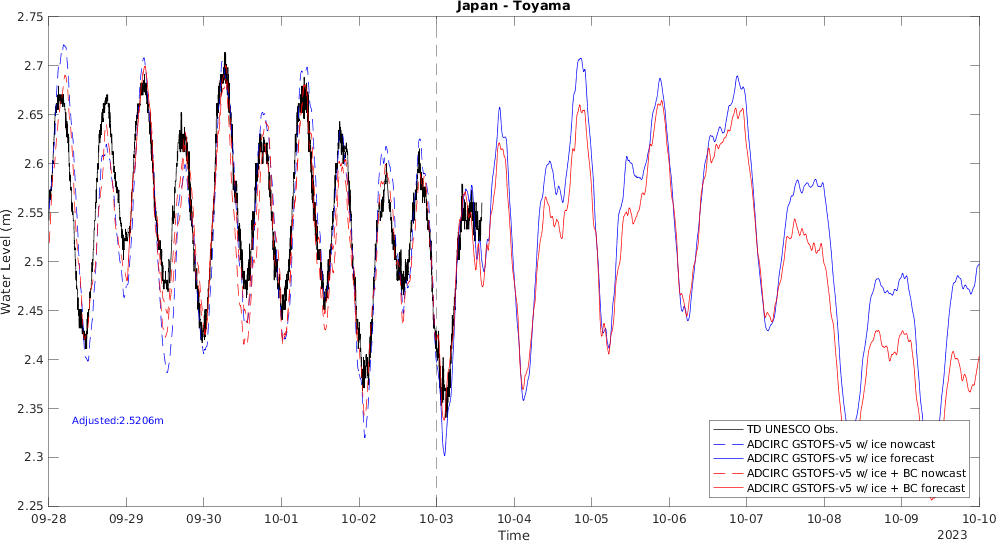 Japan - Toyama
2.75
2.7
2.65
2.6
2.55
2.5
2.45
2.4
2.35
2.3
2.25
Water Level (m)
Adjusted:2.5206m
TD UNESCO Obs.
ADCIRC GSTOFS-v5 w/ ice nowcast
ADCIRC GSTOFS-v5 w/ ice forecast
ADCIRC GSTOFS-v5 w/ ice + BC nowcast
ADCIRC GSTOFS-v5 w/ ice + BC forecast
09-28 09-29 09-30 10-01 10-02 10-03 10-04 10-05 10-06 10-07 10-08 10-09 10-10
Time
2023